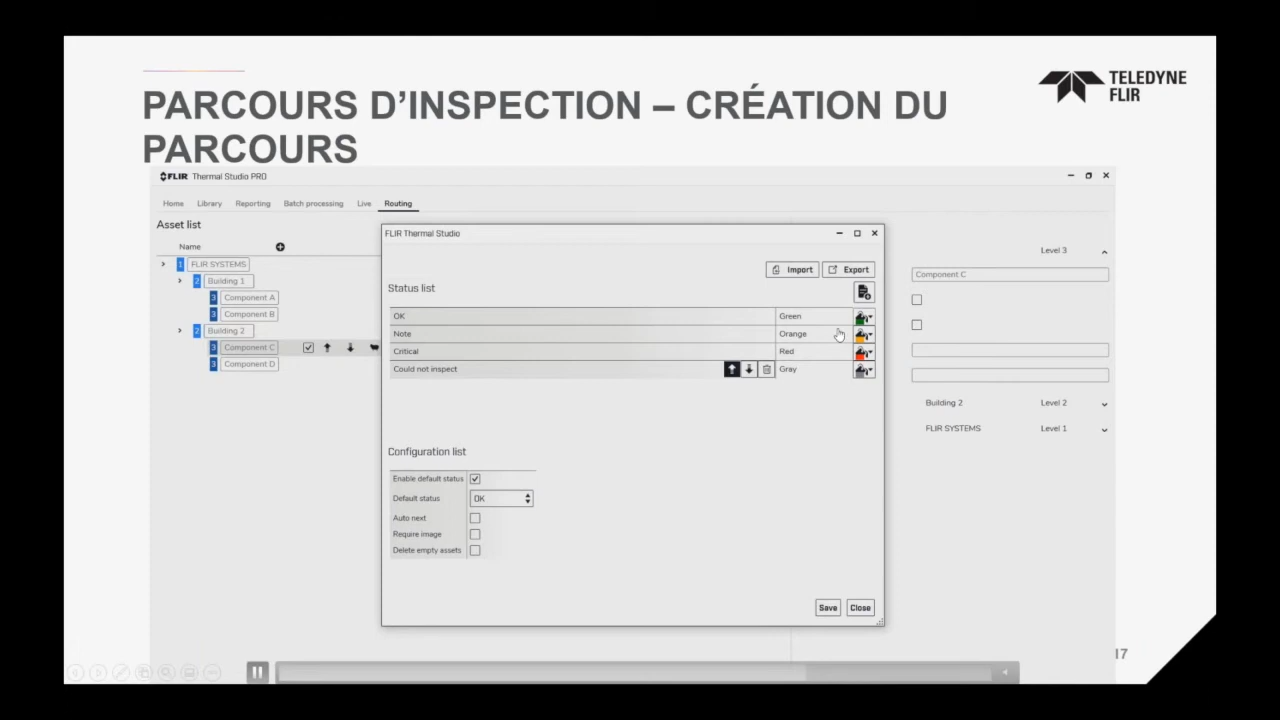 TELEDYNE
FLIR
PARCOURS D’INSPECTION – CRÉATION DU
PARCOURS
FLIR Thermal Studio PRO
Home Library Reporting Batch processing Live Routing
Asset list
Name
1 FLIR SYSTEMS
2 Building 1
3 Component A
3 Component B
2 Building 2
3 Component C
3 Component D
FLIR Thermal Studio
Import Export
Status list
OK Green
Note Orange
Critical Red
Could not inspect Gray
Configuration list
Enable default status
Default status OK
Auto next
Require image
Delete empty assets
Save Close
Level 3
Component C
Building 2 Level 2
FLIR SYSTEMS Level 1
17